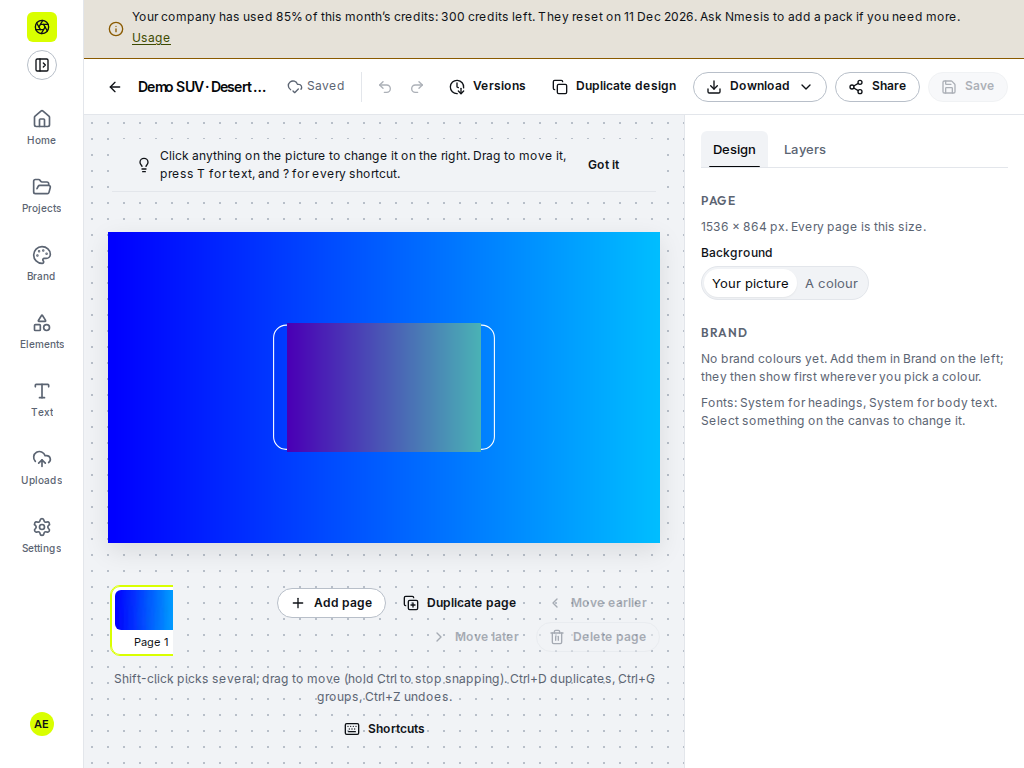 Your company has used 85% of this month's credits: 300 credits left. They reset on 11 Dec 2026. Ask Nmesis to add a pack if you need more.
Usage
Demo SUV · Desert ...
Saved
Versions
Duplicate design
Download
Share
Save
Home
Projects
Brand
Elements
Text
Uploads
Settings
AE
Click anything on the picture to change it on the right. Drag to move it,
press T for text, and ? for every shortcut.
Got it
Page 1
Add page
Duplicate page
Move earlier
Move later
Delete page
Shift-click picks several; drag to move (hold Ctrl to stop snapping). Ctrl+D duplicates, Ctrl+G
groups, Ctrl+Z undoes.
Shortcuts
Design
Layers
PAGE
1536 × 864 px. Every page is this size.
Background
Your picture
A colour
BRAND
No brand colours yet. Add them in Brand on the left;
they then show first wherever you pick a colour.
Fonts: System for headings, System for body text.
Select something on the canvas to change it.